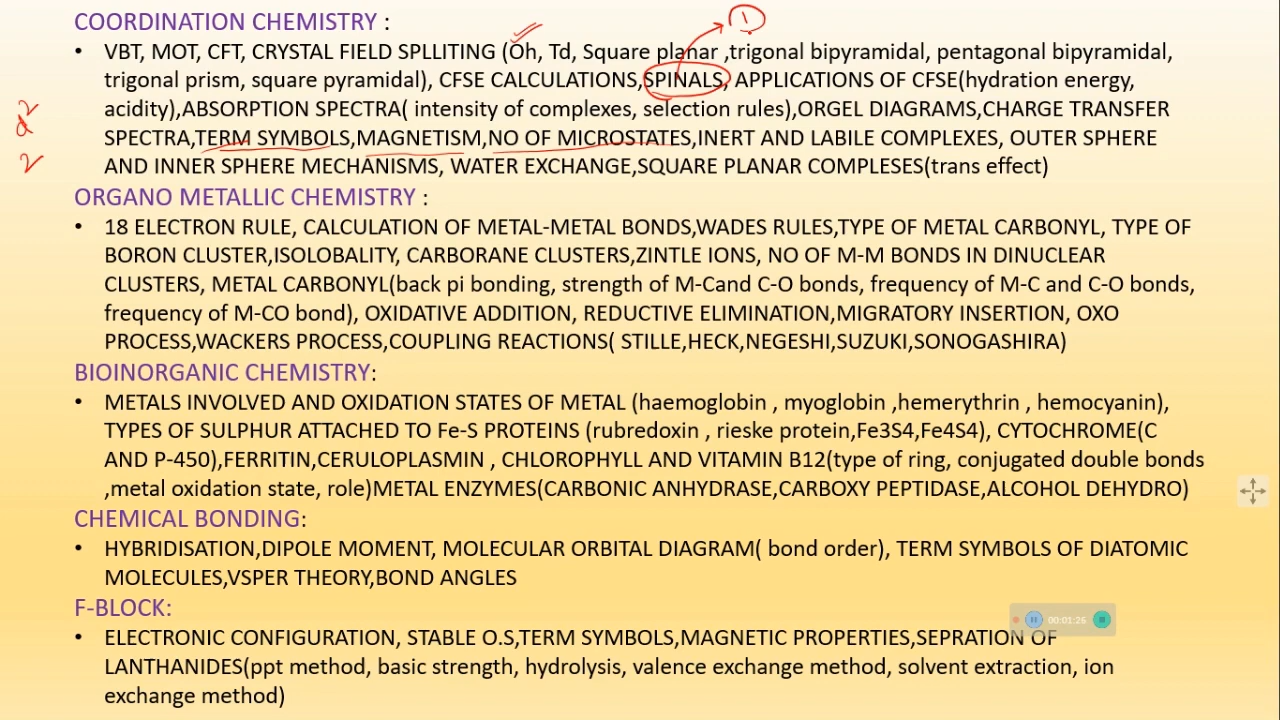 COORDINATION CHEMISTRY :
1
• VBT, MOT, CFT, CRYSTAL FIELD SPLLITING (Oh, Td, Square planar ,trigonal bipyramidal, pentagonal bipyramidal,
trigonal prism, square pyramidal), CFSE CALCULATIONS,SPINALS, APPLICATIONS OF CFSE(hydration energy,
acidity),ABSORPTION SPECTRA( intensity of complexes, selection rules),ORGEL DIAGRAMS,CHARGE TRANSFER
SPECTRA,TERM SYMBOLS,MAGNETISM,NO OF MICROSTATES,INERT AND LABILE COMPLEXES, OUTER SPHERE
AND INNER SPHERE MECHANISMS, WATER EXCHANGE,SQUARE PLANAR COMPLESES(trans effect)
ORGANO METALLIC CHEMISTRY :
• 18 ELECTRON RULE, CALCULATION OF METAL-METAL BONDS,WADES RULES,TYPE OF METAL CARBONYL, TYPE OF
BORON CLUSTER,ISOLOBALITY, CARBORANE CLUSTERS,ZINTLE IONS, NO OF M-M BONDS IN DINUCLEAR
CLUSTERS, METAL CARBONYL(back pi bonding, strength of M-Cand C-O bonds, frequency of M-C and C-O bonds,
frequency of M-CO bond), OXIDATIVE ADDITION, REDUCTIVE ELIMINATION,MIGRATORY INSERTION, OXO
PROCESS,WACKERS PROCESS,COUPLING REACTIONS( STILLE,HECK,NEGESHI,SUZUKI,SONOGASHIRA)
BIOINORGANIC CHEMISTRY:
• METALS INVOLVED AND OXIDATION STATES OF METAL (haemoglobin , myoglobin ,hemerythrin , hemocyanin),
TYPES OF SULPHUR ATTACHED TO Fe-S PROTEINS (rubredoxin , rieske protein,Fe3S4,Fe4S4), CYTOCHROME(C
AND P-450),FERRITIN,CERULOPLASMIN , CHLOROPHYLL AND VITAMIN B12(type of ring, conjugated double bonds
,metal oxidation state, role)METAL ENZYMES(CARBONIC ANHYDRASE,CARBOXY PEPTIDASE,ALCOHOL DEHYDRO)
CHEMICAL BONDING:
• HYBRIDISATION,DIPOLE MOMENT, MOLECULAR ORBITAL DIAGRAM( bond order), TERM SYMBOLS OF DIATOMIC
MOLECULES,VSPER THEORY,BOND ANGLES
F-BLOCK:
00:01:26
• ELECTRONIC CONFIGURATION, STABLE O.S,TERM SYMBOLS,MAGNETIC PROPERTIES,SEPRATION OF
LANTHANIDES(ppt method, basic strength, hydrolysis, valence exchange method, solvent extraction, ion
exchange method)